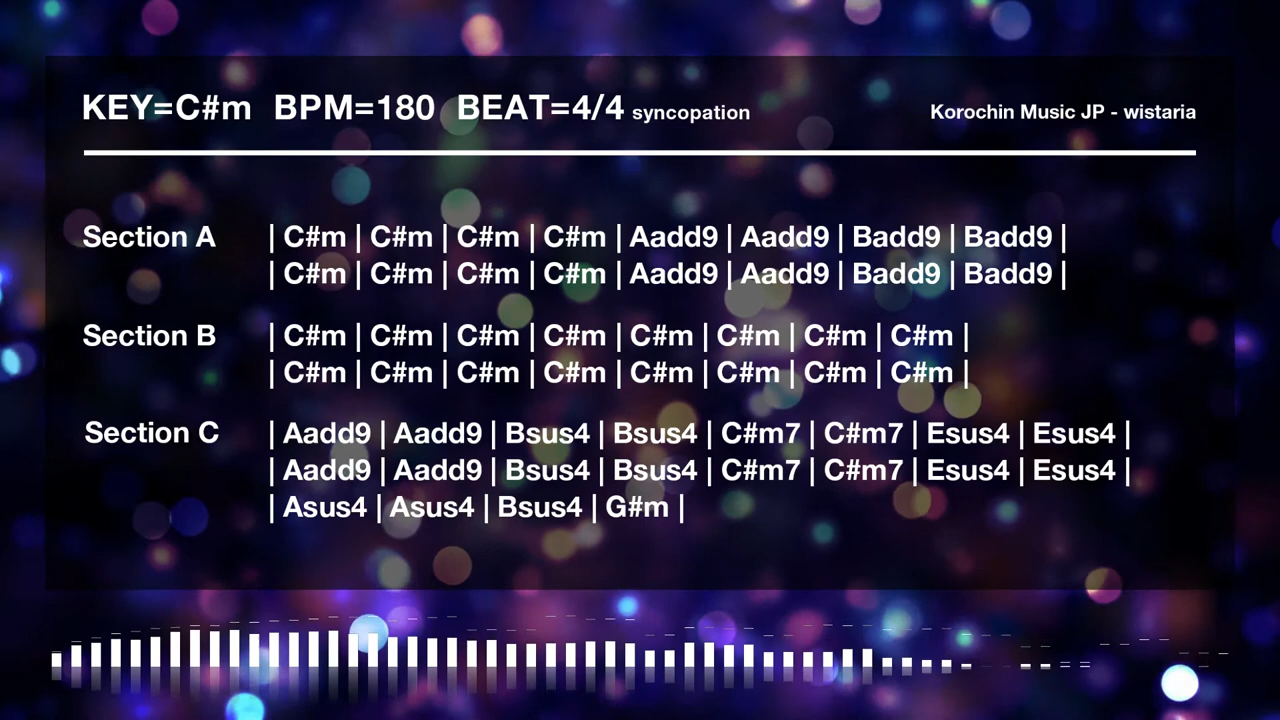 KEY=C#m BPM=180 BEAT=4/4 syncopation Korochin Music JP - wistaria
Section A | C#m | C#m | C#m | C#m | Aadd9 | Aadd9 | Badd9 | Badd9 |
| C#m | C#m | C#m | C#m | Aadd9 | Aadd9 | Badd9 | Badd9 |
Section B | C#m | C#m | C#m | C#m | C#m | C#m | C#m | C#m |
| C#m | C#m | C#m | C#m | C#m | C#m | C#m | C#m |
Section C | Aadd9 | Aadd9 | Bsus4 | Bsus4 | C#m7 | C#m7 | Esus4 | Esus4 |
| Aadd9 | Aadd9 | Bsus4 | Bsus4 | C#m7 | C#m7 | Esus4 | Esus4 |
| Asus4 | Asus4 | Bsus4 | G#m |